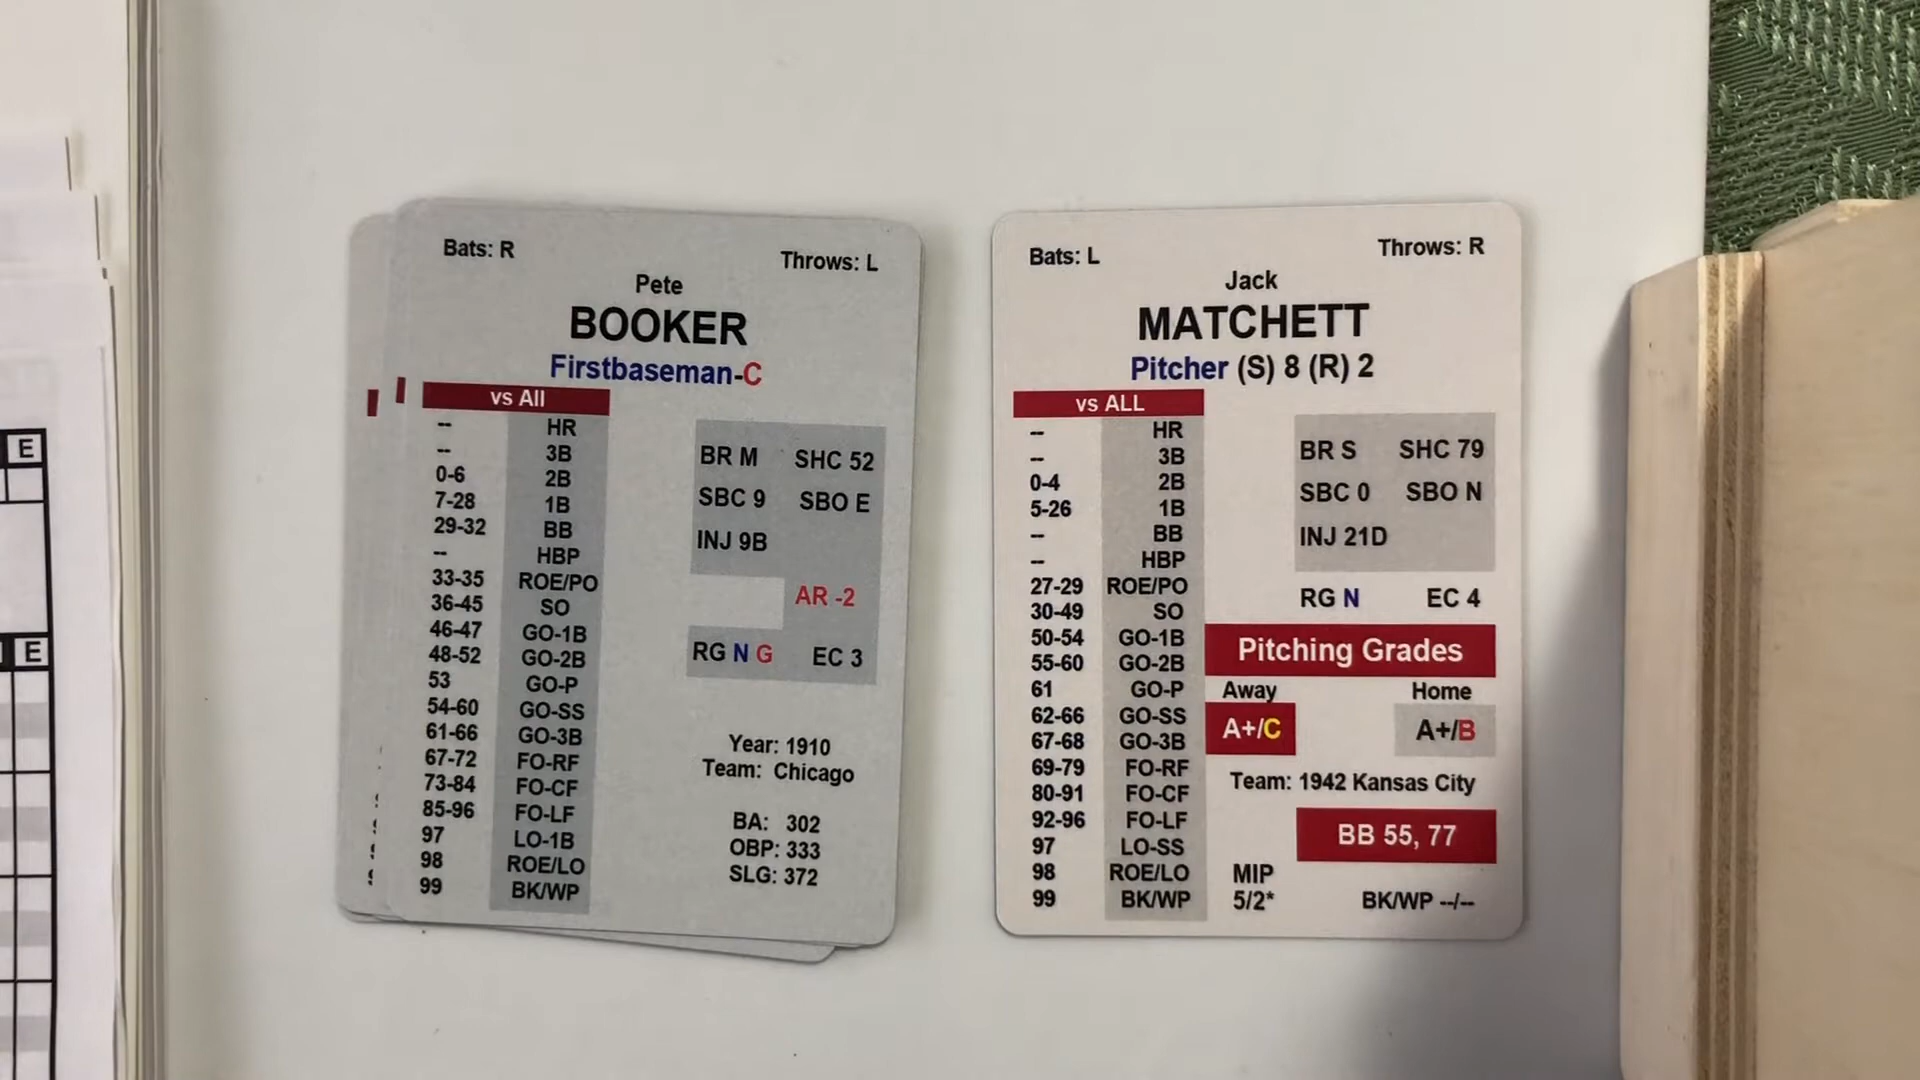 E
E
Bats: R Throws: L
Pete
BOOKER
Firstbaseman-C
vs All
-- HR
-- 3B
0-6 2B
7-28 1B
29-32 BB
-- HBP
33-35 ROE/PO
36-45 SO
46-47 GO-1B
48-52 GO-2B
53 GO-P
54-60 GO-SS
61-66 GO-3B
67-72 FO-RF
73-84 FO-CF
85-96 FO-LF
97 LO-1B
98 ROE/LO
99 BK/WP
BR M SHC 52
SBC 9 SBO E
INJ 9B
AR -2
RG N G EC 3
Year: 1910
Team: Chicago
BA: 302
OBP: 333
SLG: 372
Bats: L Throws: R
Jack
MATCHETT
Pitcher (S) 8 (R) 2
vs ALL
-- HR
-- 3B
0-4 2B
5-26 1B
-- BB
-- HBP
27-29 ROE/PO
30-49 SO
50-54 GO-1B
55-60 GO-2B
61 GO-P
62-66 GO-SS
67-68 GO-3B
69-79 FO-RF
80-91 FO-CF
92-96 FO-LF
97 LO-SS
98 ROE/LO
99 BK/WP
BR S SHC 79
SBC 0 SBO N
INJ 21D
RG N EC 4
Pitching Grades
Away Home
A+/C A+/B
Team: 1942 Kansas City
BB 55, 77
MIP
5/2* BK/WP --/--